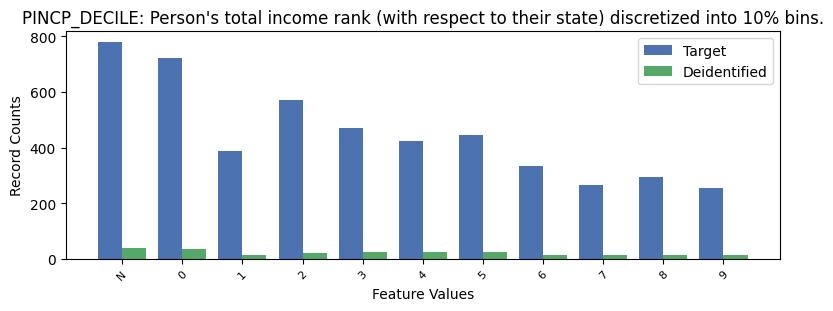 PINCP_DECILE: Person's total income rank (with respect to their state) discretized into 10% bins.
800
600
400
200
0
Record Counts
Target
Deidentified
N 0 1 2 3 4 5 6 7 8 9
Feature Values